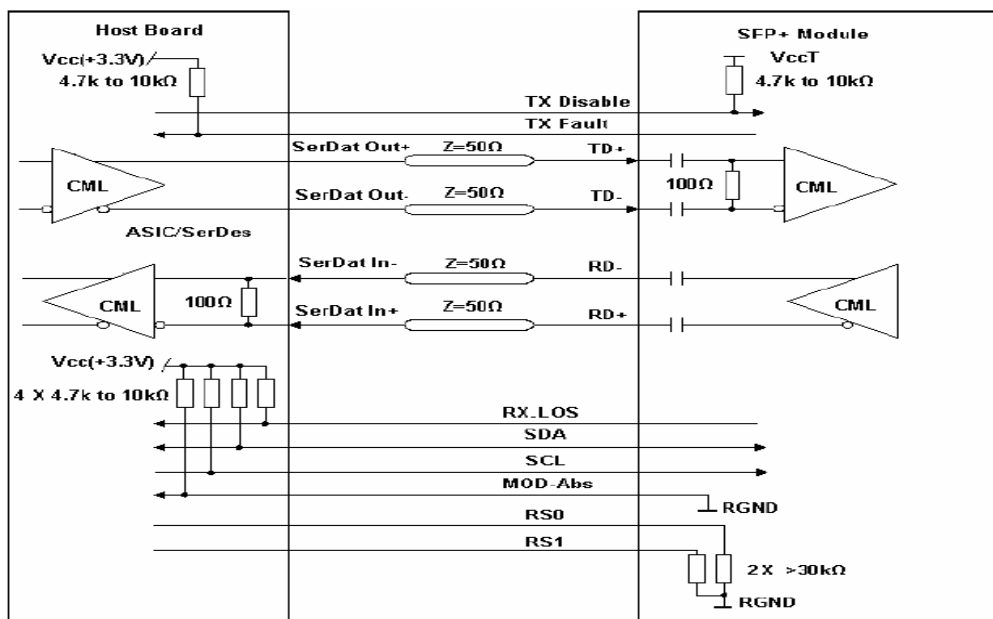 Host Board
SFP+ Module
Vcc(+3.3V)
4.7k to 10kΩ
VccT
4.7k to 10kΩ
TX Disable
TX Fault
SerDat Out+
Z=50Ω
TD+
CML
100Ω
CML
SerDat Out-
Z=50Ω
TD-
ASIC/SerDes
SerDat In-
Z=50Ω
RD-
CML
100Ω
CML
SerDat In+
Z=50Ω
RD+
Vcc(+3.3V)
4 X 4.7k to 10kΩ
RX_LOS
SDA
SCL
MOD-Abs
RGND
RS0
RS1
2 X >30kΩ
RGND